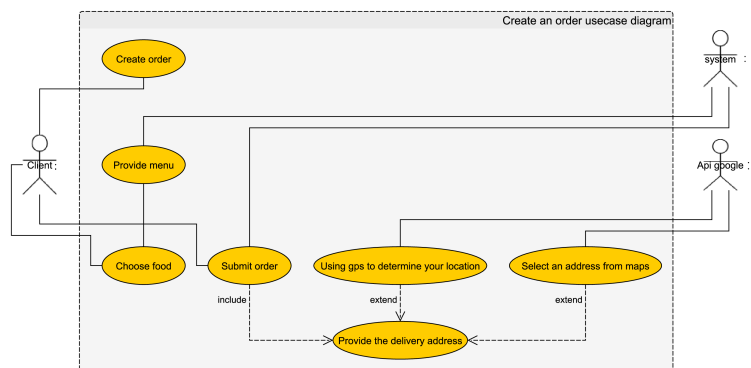 Create an order usecase diagram
Create order
system :
Client :
Provide menu
Api google :
Choose food
Submit order
Using gps to determine your location
Select an address from maps
include
extend
extend
Provide the delivery address